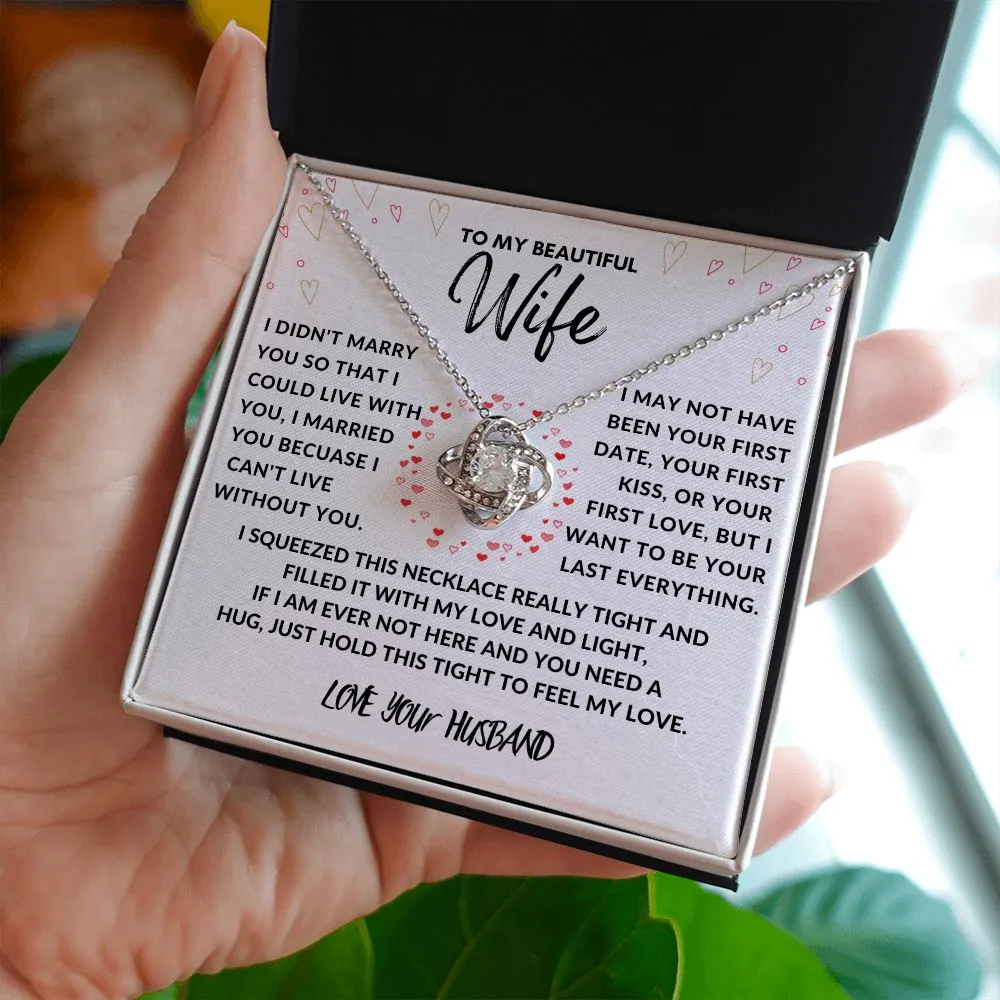 TO MY BEAUTIFUL
Wife
I DIDN'T MARRY
YOU SO THAT I
COULD LIVE WITH
YOU, I MARRIED
YOU BECUASE I
CAN'T LIVE
WITHOUT YOU.
I MAY NOT HAVE
BEEN YOUR FIRST
DATE, YOUR FIRST
KISS, OR YOUR
FIRST LOVE, BUT I
WANT TO BE YOUR
LAST EVERYTHING.
I SQUEEZED THIS NECKLACE REALLY TIGHT AND
FILLED IT WITH MY LOVE AND LIGHT,
IF I AM EVER NOT HERE AND YOU NEED A
HUG, JUST HOLD THIS TIGHT TO FEEL MY LOVE.
LOVE YOUR HUSBAND